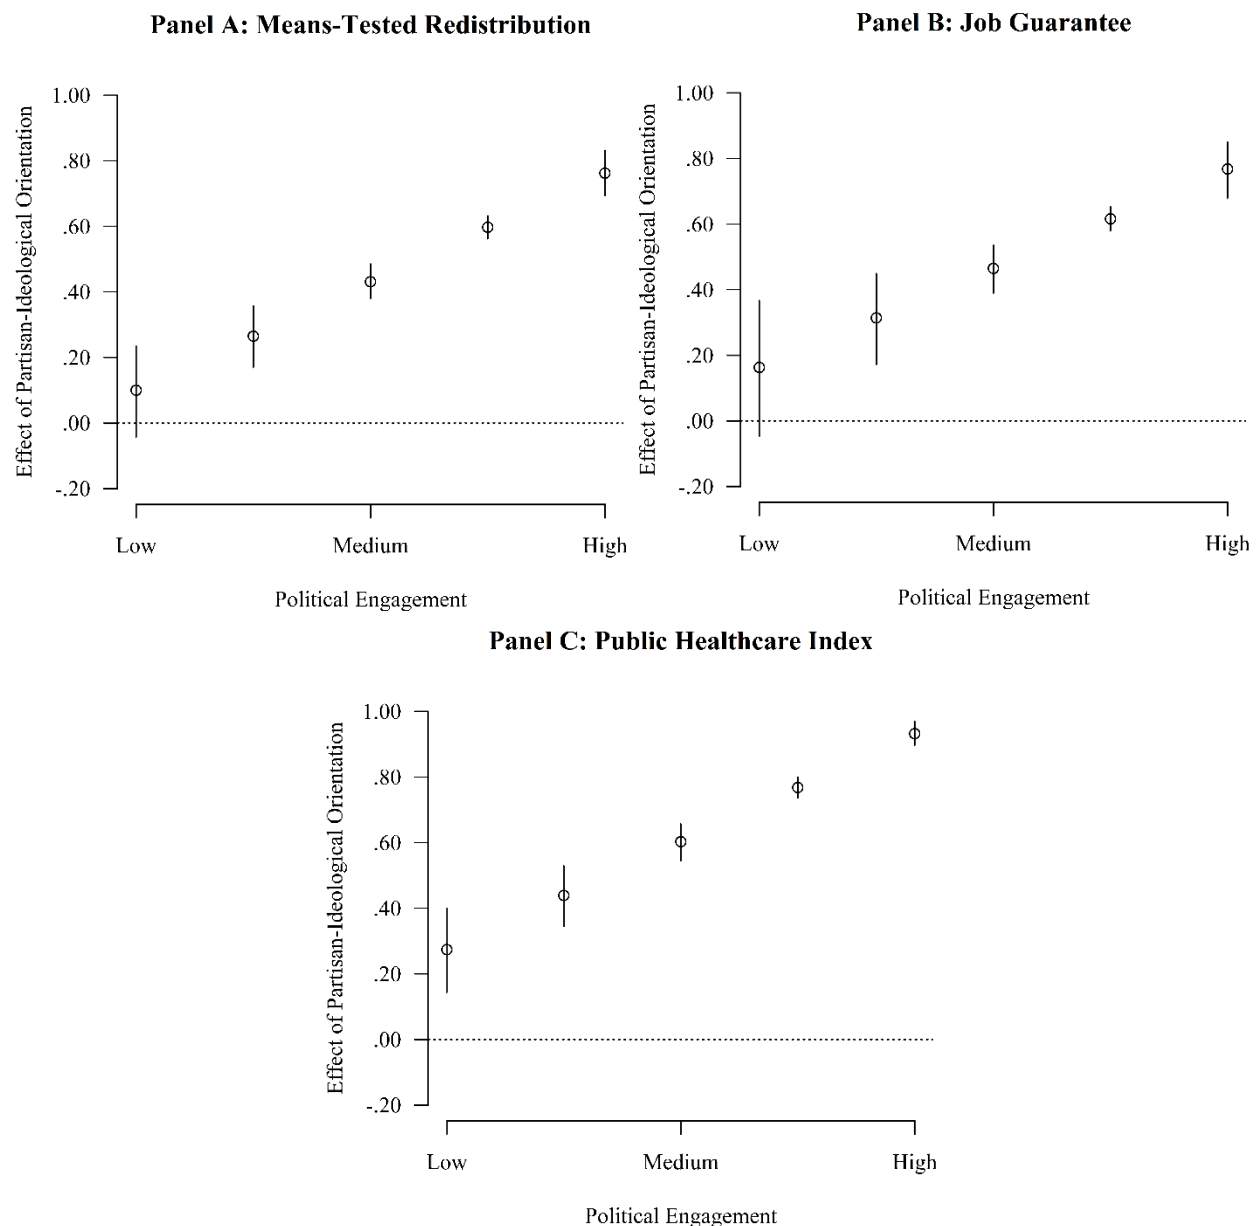 Panel A: Means-Tested Redistribution
Effect of Partisan-Ideological Orientation
1.00
.80
.60
.40
.20
.00
-.20
Low Medium High
Political Engagement
Panel B: Job Guarantee
Effect of Partisan-Ideological Orientation
1.00
.80
.60
.40
.20
.00
-.20
Low Medium High
Political Engagement
Panel C: Public Healthcare Index
Effect of Partisan-Ideological Orientation
1.00
.80
.60
.40
.20
.00
-.20
Low Medium High
Political Engagement